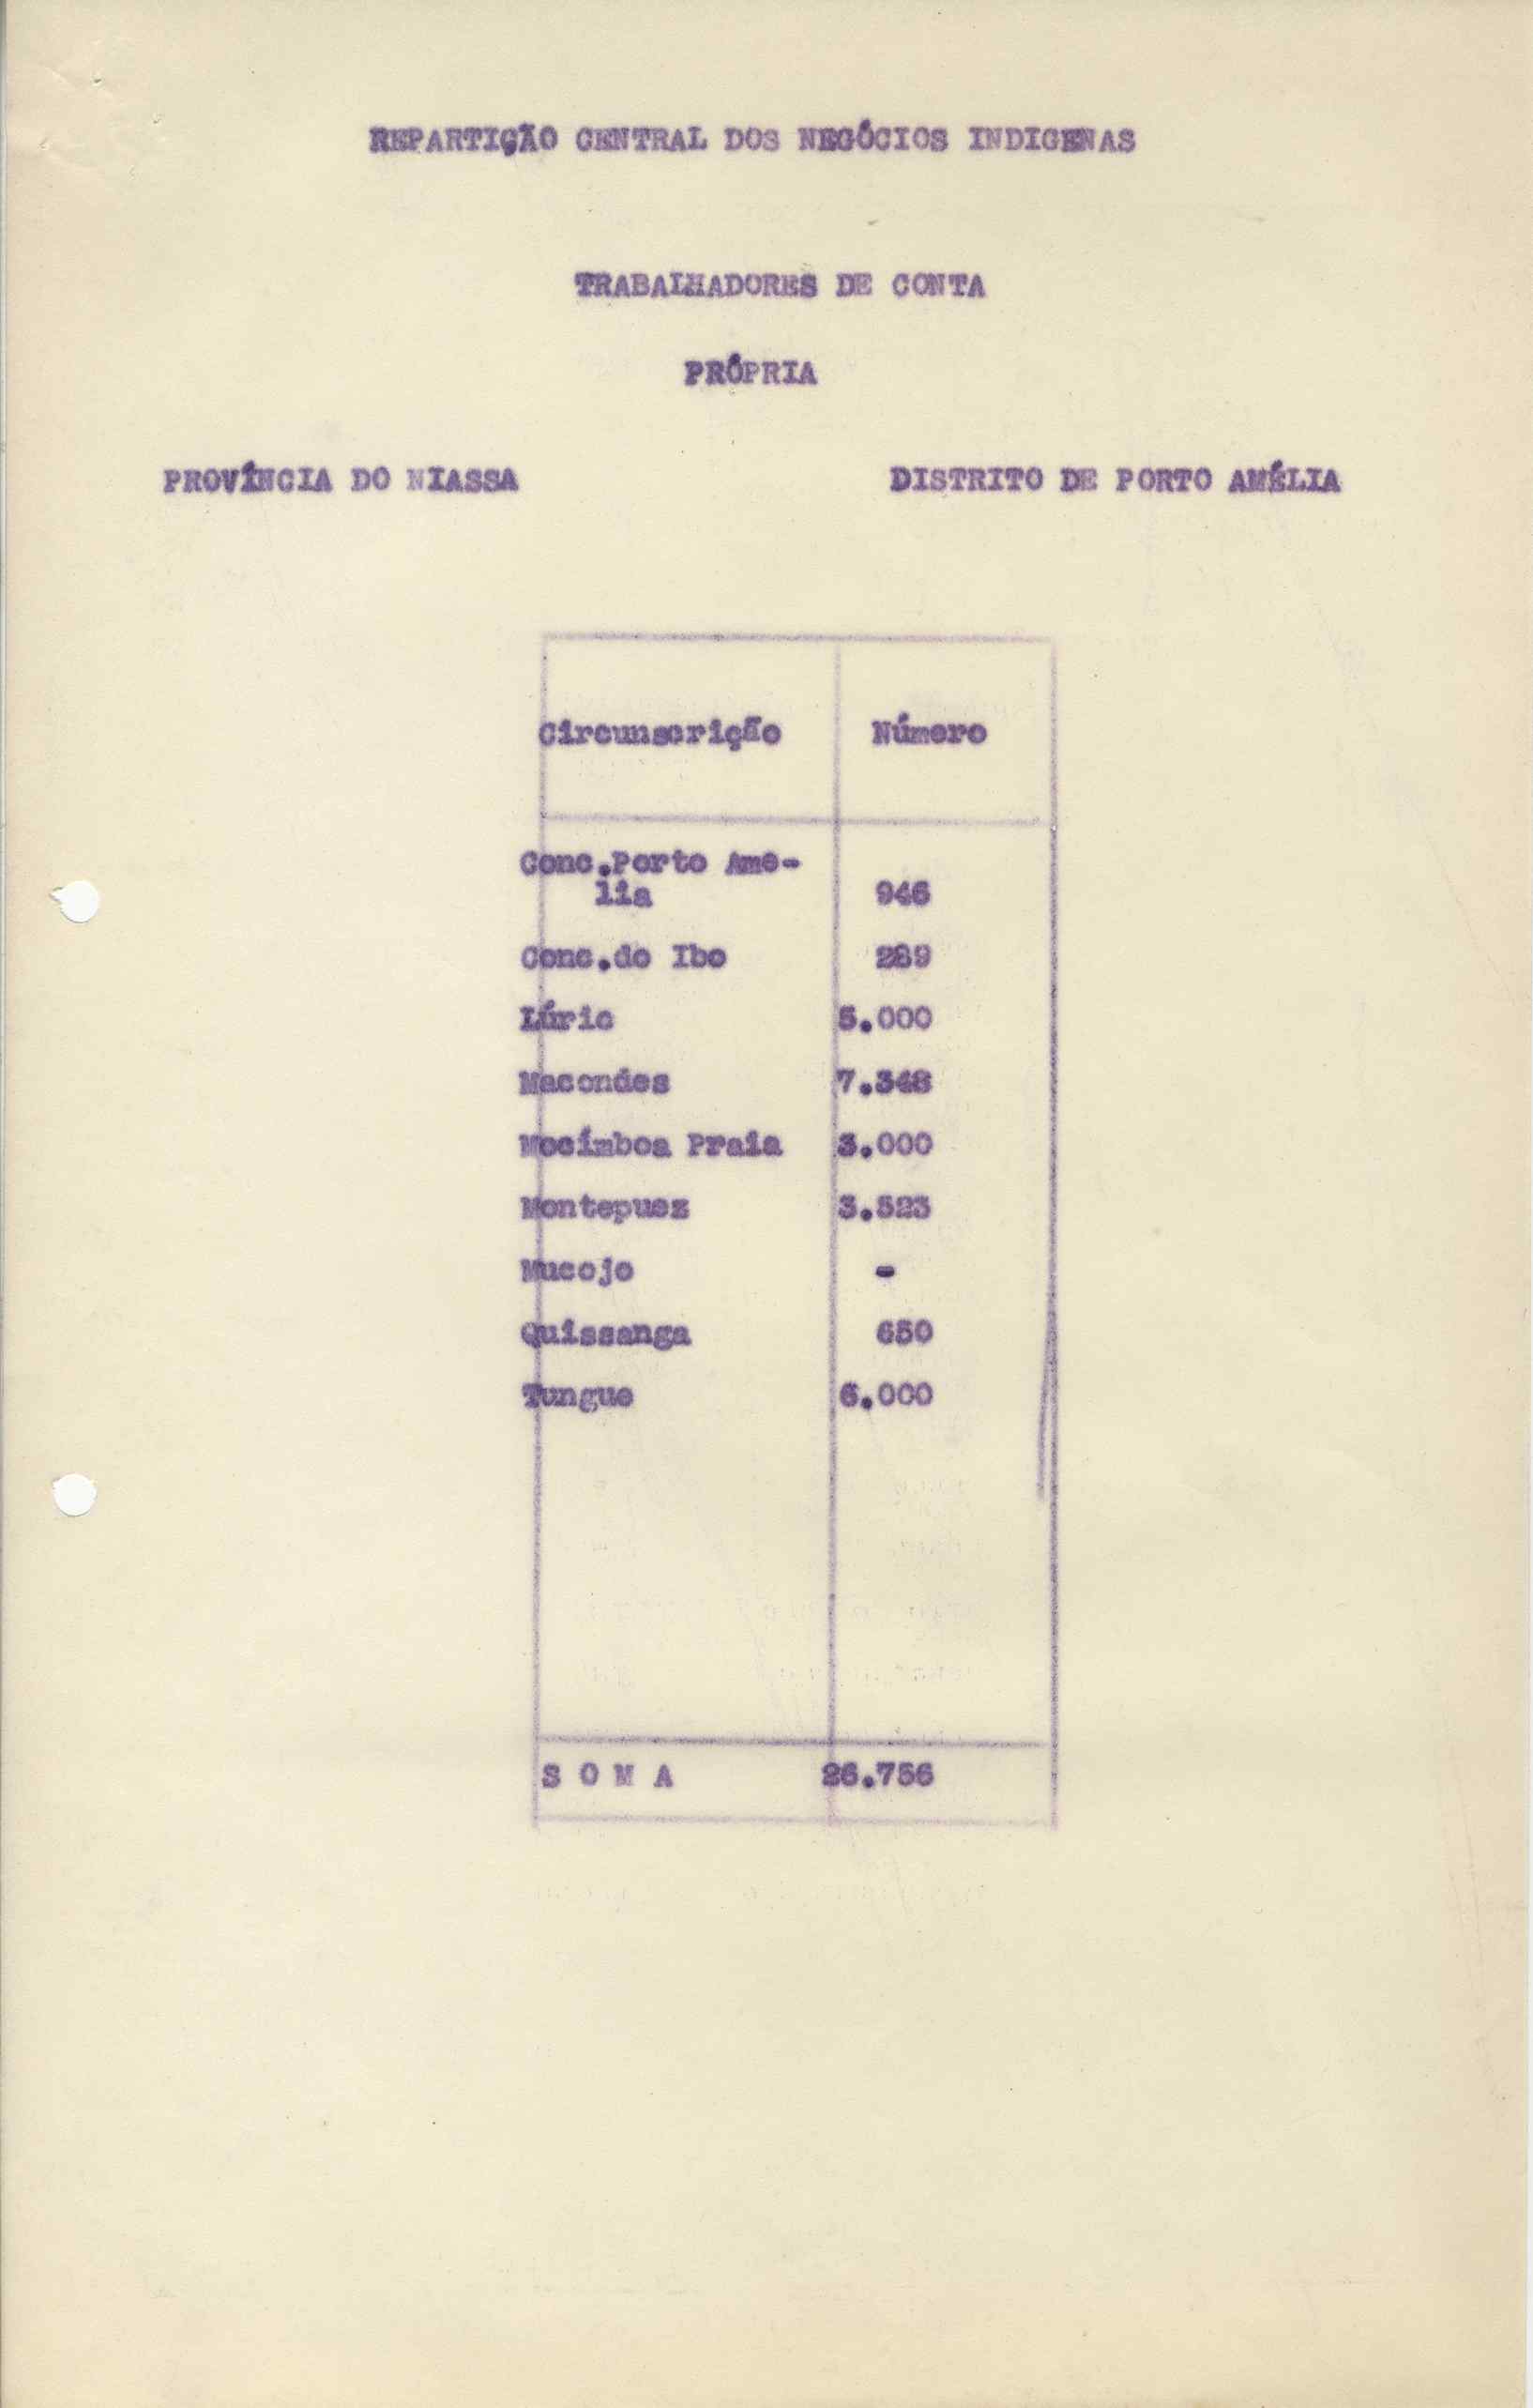 REPARTIÇÃO CENTRAL DOS NEGÓCIOS INDIGENAS
TRABALHADORES DE CONTA
PRÓPRIA
PROVÍNCIA DO NIASSA DISTRITO DE PORTO AMÉLIA
Circunscrição Número
Conc.Porto Ame-
lia 946
Conc.do Ibo 289
Lúrio 5.000
Macondes 7.348
Mocímboa Praia 3.000
Montepuez 3.523
Mucojo -
Quissanga 650
Tungue 6.000
S O M A 26.756